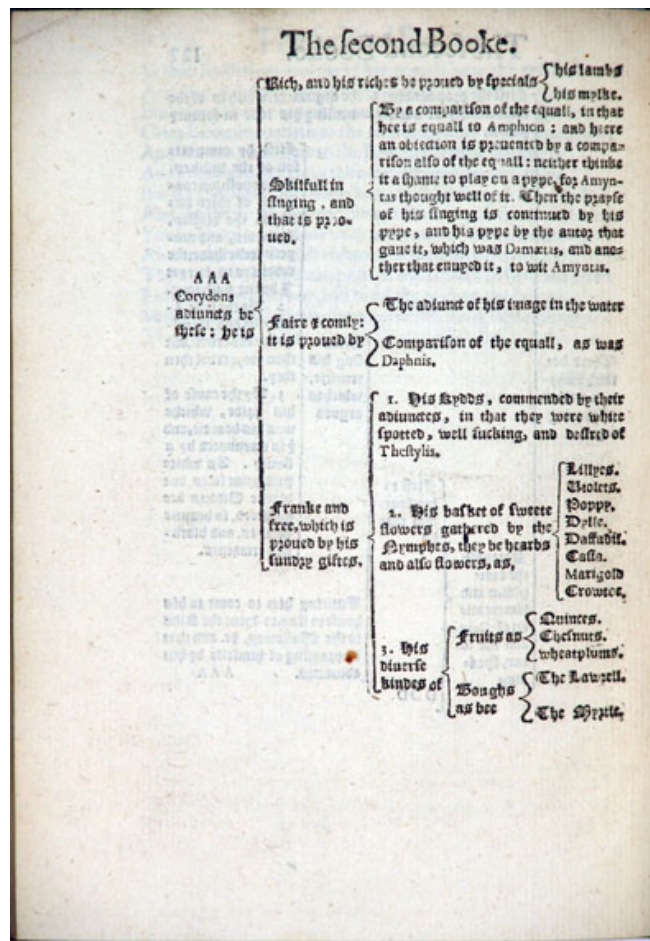 The second Booke.
Rich, and his riches be proued by specials
his lambs
his mylke.
Skilfull in
singing, and
that is pro-
ued,
By a comparison of the equall, in that
hee is equall to Amphion : and heere
an obiection is preuented by a compa-
rison also of the equall : neither thinke
it a shame to play on a pype, for Amyn-
tas thought well of it. Then the prayse
of his singing is continued by his
pype, and his pype by the autor that
gaue it, which was Damætas, and ano-
ther that enuyed it, to wit Amyntas.
A A A
Corydons
adiuncts be
these : he is
Faire & comly:
it is proued by
The adiunct of his image in the water
Comparison of the equall, as was
Daphnis.
Franke and
free, which is
proued by his
sundry giftes.
1. His Kydds, commended by their
adiunctes, in that they were white
spotted, well sucking, and desired of
Thestylis.
2. His basket of sweete
flowers gathered by the
Nymphes, they be hearbs
and also flowers, as,
Lillyes.
Uiolets.
Poppy.
Dylle.
Daffadil.
Casia.
Marigold
Crowtoe.
3. His
diuerse
kindes of
Fruits as
Quinces.
Chesnuts.
wheatplums.
Boughs
as bee
The Lawrell.
The Myrtle.